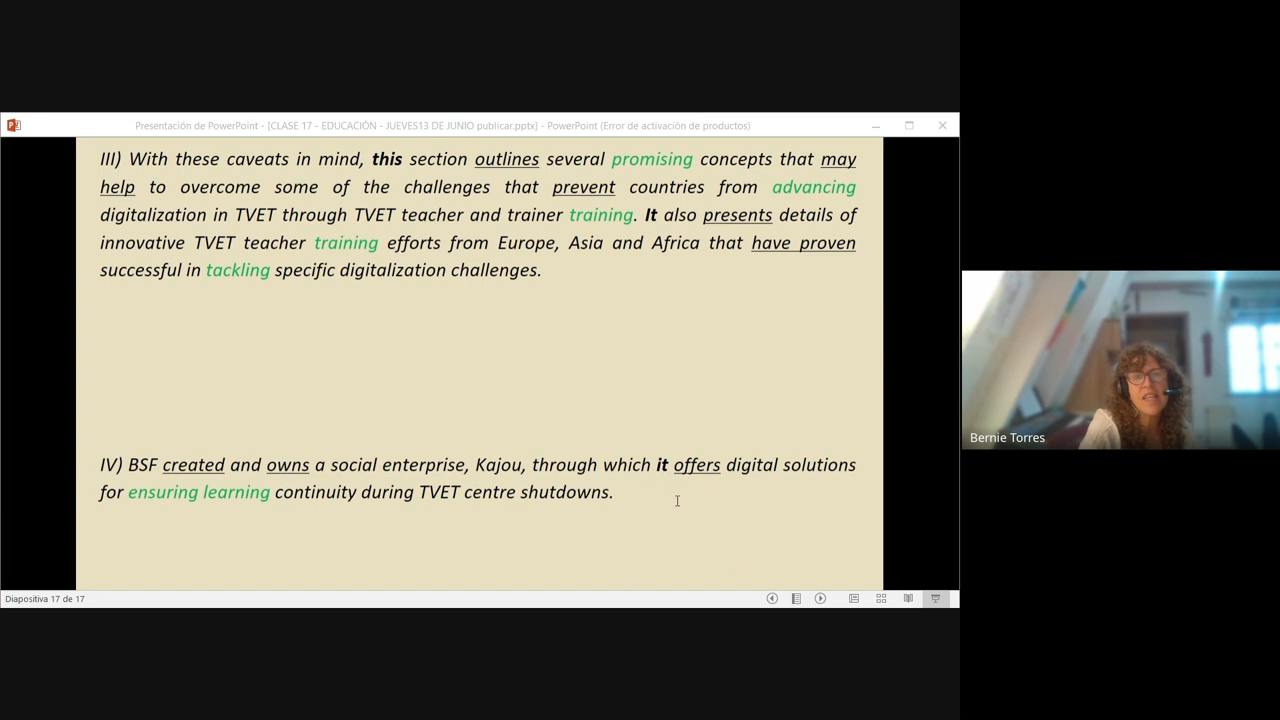 Presentación de PowerPoint - [CLASE 17 - EDUCACIÓN - JUEVES13 DE JUNIO publicar.pptx] - PowerPoint (Error de activación de productos)
III) With these caveats in mind, this section outlines several promising concepts that may
help to overcome some of the challenges that prevent countries from advancing
digitalization in TVET through TVET teacher and trainer training. It also presents details of
innovative TVET teacher training efforts from Europe, Asia and Africa that have proven
successful in tackling specific digitalization challenges.
IV) BSF created and owns a social enterprise, Kajou, through which it offers digital solutions
for ensuring learning continuity during TVET centre shutdowns.
Bernie Torres
Diapositiva 17 de 17